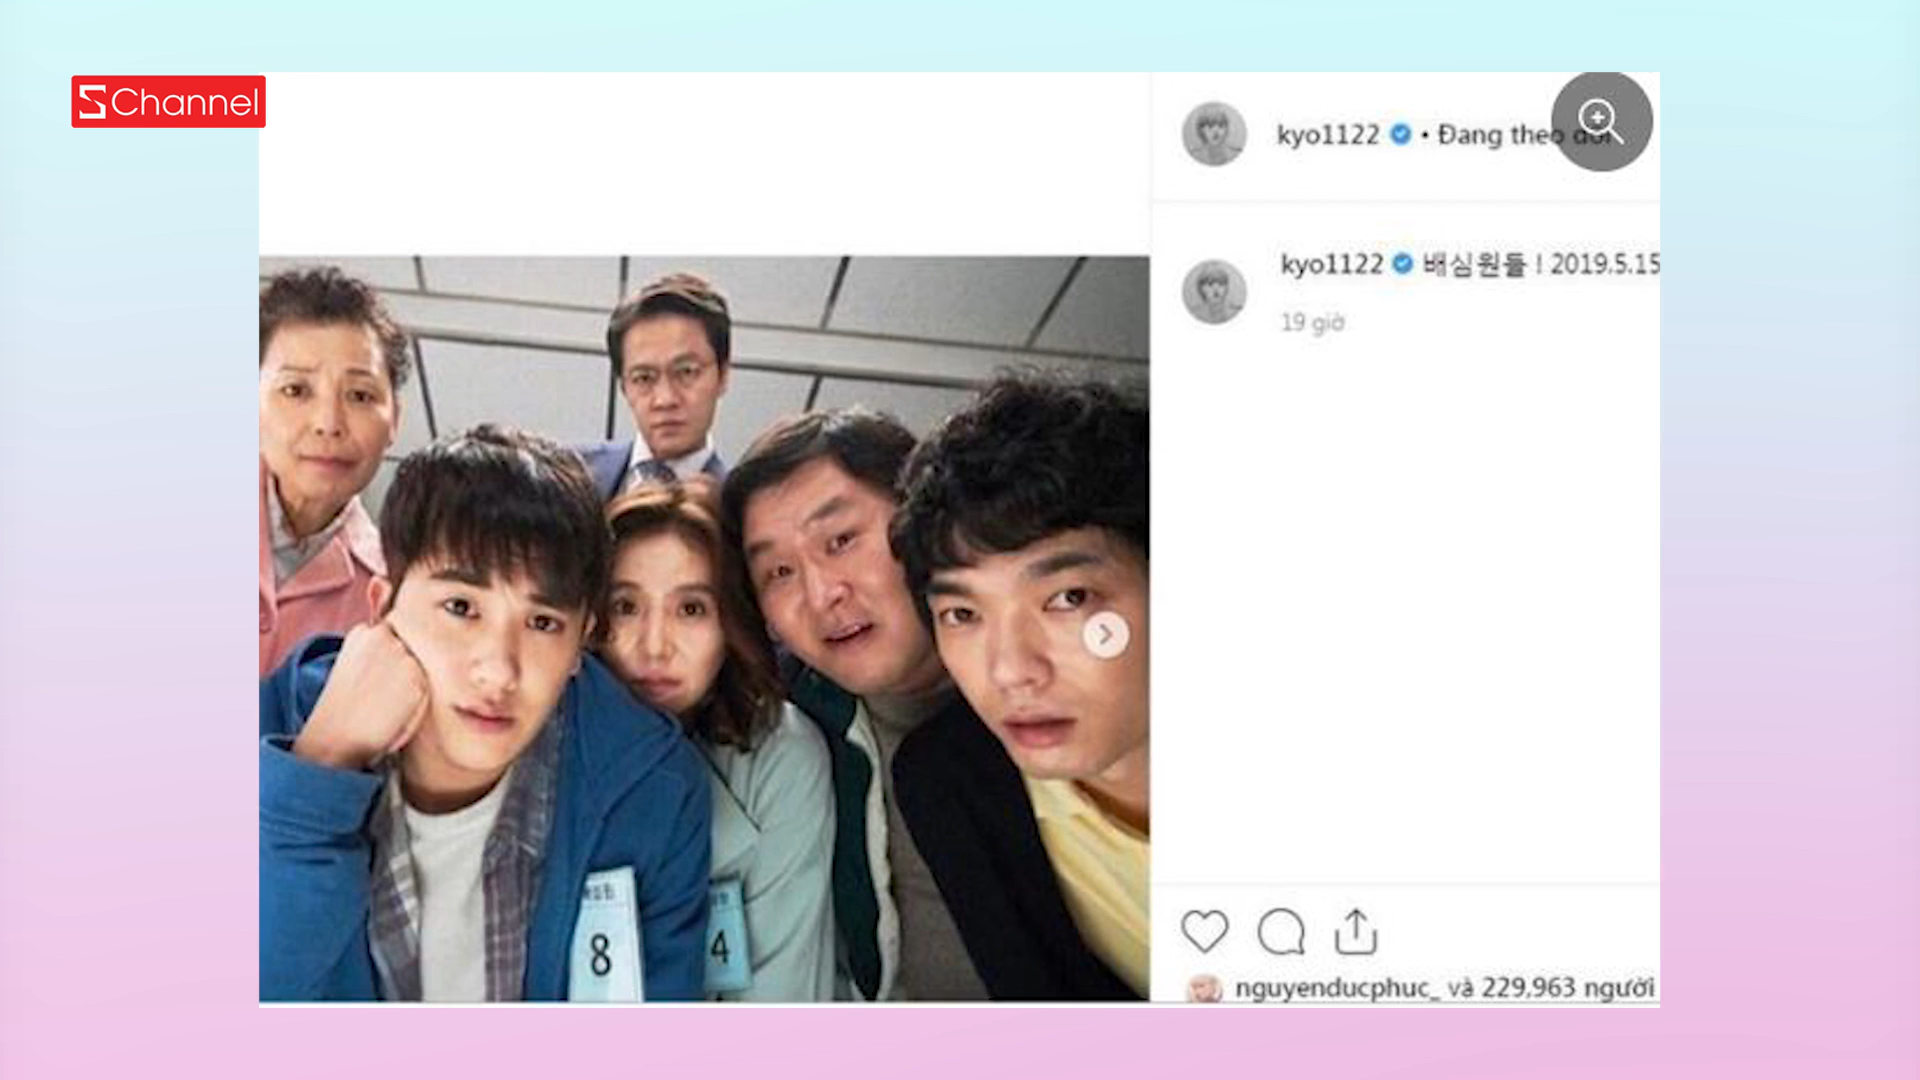 SChannel
kyo1122 • Đang theo dõi
kyo1122 배심원들 ! 2019.5.15
19 giờ
8
4
nguyenducphuc_ và 229,963 người